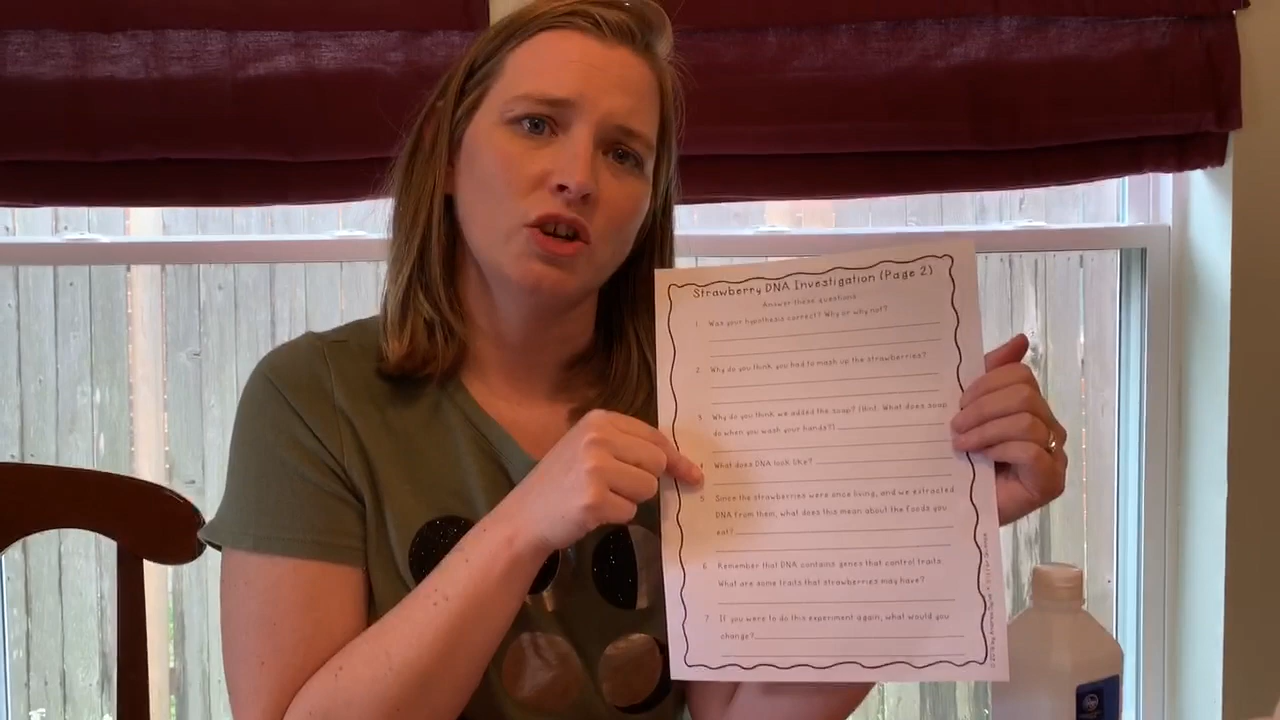 Strawberry DNA Investigation (Page 2)
Answer these questions
1. Was your hypothesis correct? Why or why not?
2. Why do you think you had to mash up the strawberries?
3. Why do you think we added the soap? (Hint: What does soap
do when you wash your hands?)
4. What does DNA look like?
5. Since the strawberries were once living, and we extracted
DNA from them, what does this mean about the foods you
eat?
6. Remember that DNA contains genes that control traits.
What are some traits that strawberries may have?
7. If you were to do this experiment again, what would you
change?